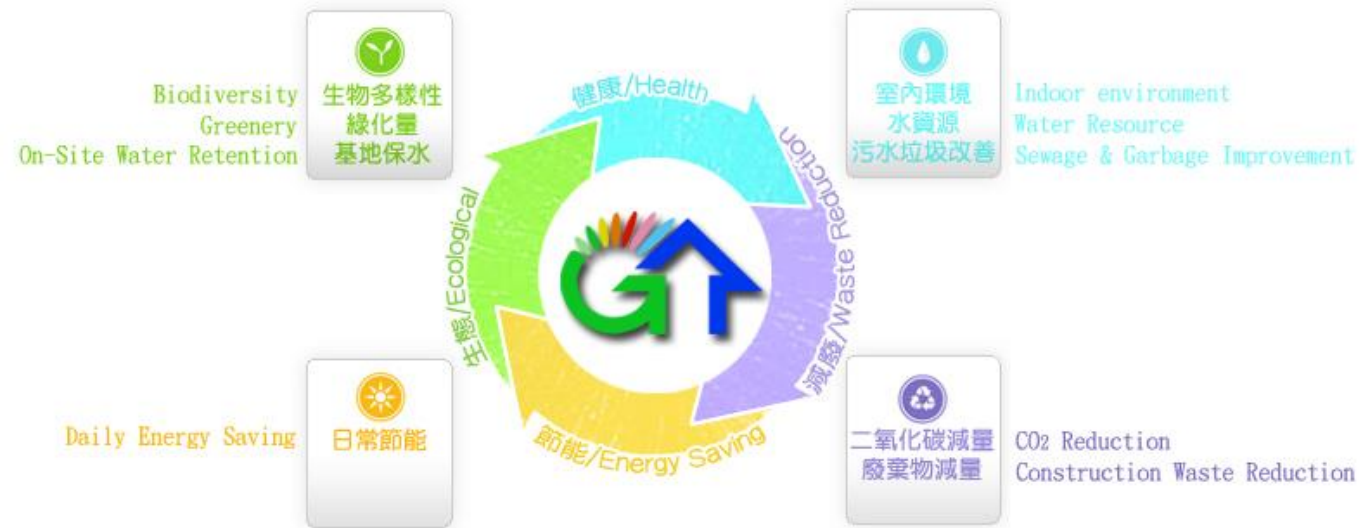 Biodiversity
Greenery
On-Site Water Retention
生物多樣性
綠化量
基地保水
健康/Health
室內環境
水資源
污水垃圾改善
Indoor environment
Water Resource
Sewage & Garbage Improvement
生態/Ecological
減廢/Waste Reduction
Daily Energy Saving
日常節能
節能/Energy Saving
二氧化碳減量
廢棄物減量
CO2 Reduction
Construction Waste Reduction